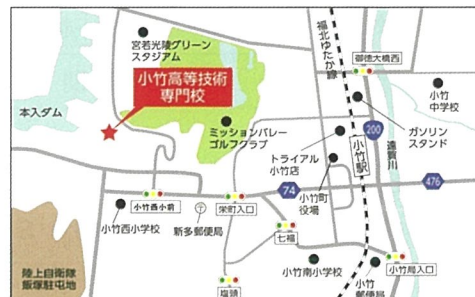 宮若光陵グリーン
スタジアム
小竹高等技術
専門校
本入ダム
ミッションバレー
ゴルフクラブ
福北ゆたか線
御徳大橋西
小竹
中学校
ガソリン
スタンド
200
遠賀川
小竹駅
トライアル
小竹店
小竹町
役場
74
476
小竹西小前
小竹西小学校
新多郵便局
栄町入口
七福
小竹南小学校
小竹局入口
小竹
郵便局
塩頭
陸上自衛隊
飯塚駐屯地